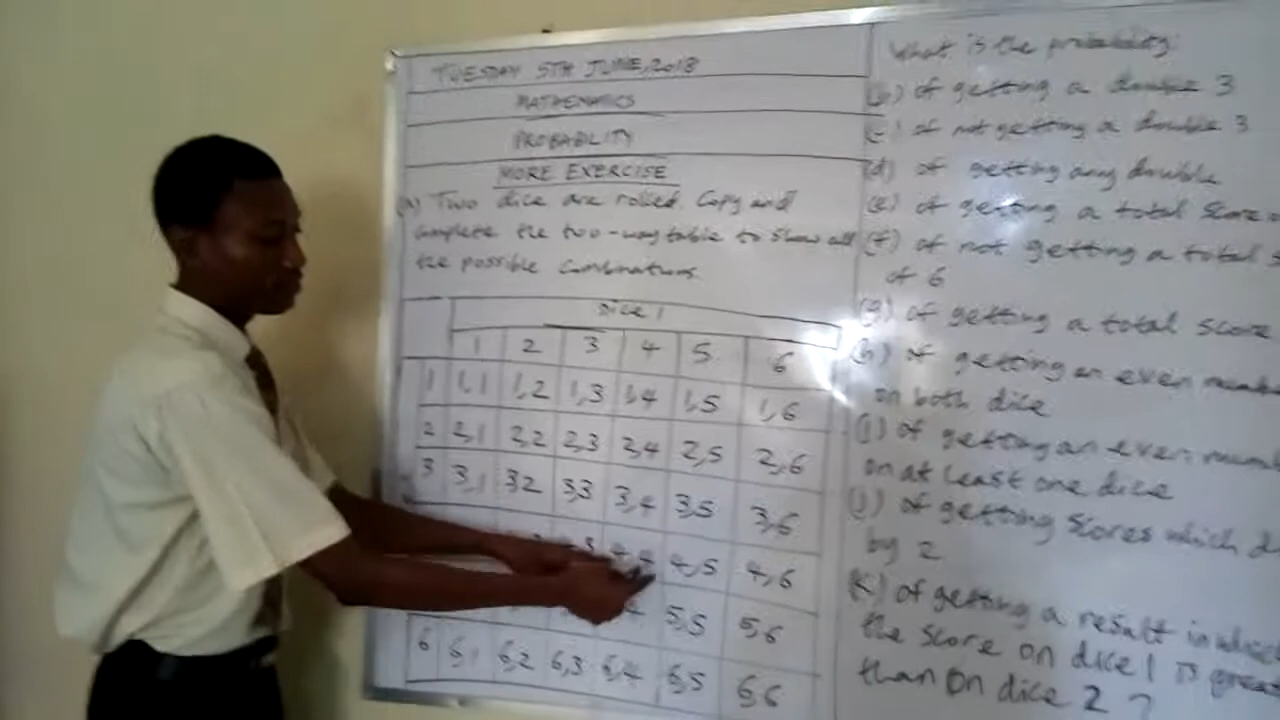 TUESDAY 5TH JUNE, 2018
MATHEMATICS
PROBABILITY
MORE EXERCISE
(a) Two dice are rolled. Copy and
complete the two-way table to show all
the possible combinations
Dice 1
1 2 3 4 5 6
1 1,1 1,2 1,3 1,4 1,5 1,6
2 2,1 2,2 2,3 2,4 2,5 2,6
3 3,1 3,2 3,3 3,4 3,5 3,6
4,5 4,6
5,5 5,6
6 6,1 6,2 6,3 6,4 6,5 6,6
What is the probability:
(b) of getting a double 3
(c) of not getting a double 3
(d) of getting any double
(e) of getting a total score
(f) of not getting a total
of 6
(g) of getting a total score
(h) of getting an even
on both dice
(i) of getting an even
on at least one dice
(j) of getting scores which
by 2
(k) of getting a result in which
the score on dice 1 is
than on dice 2?